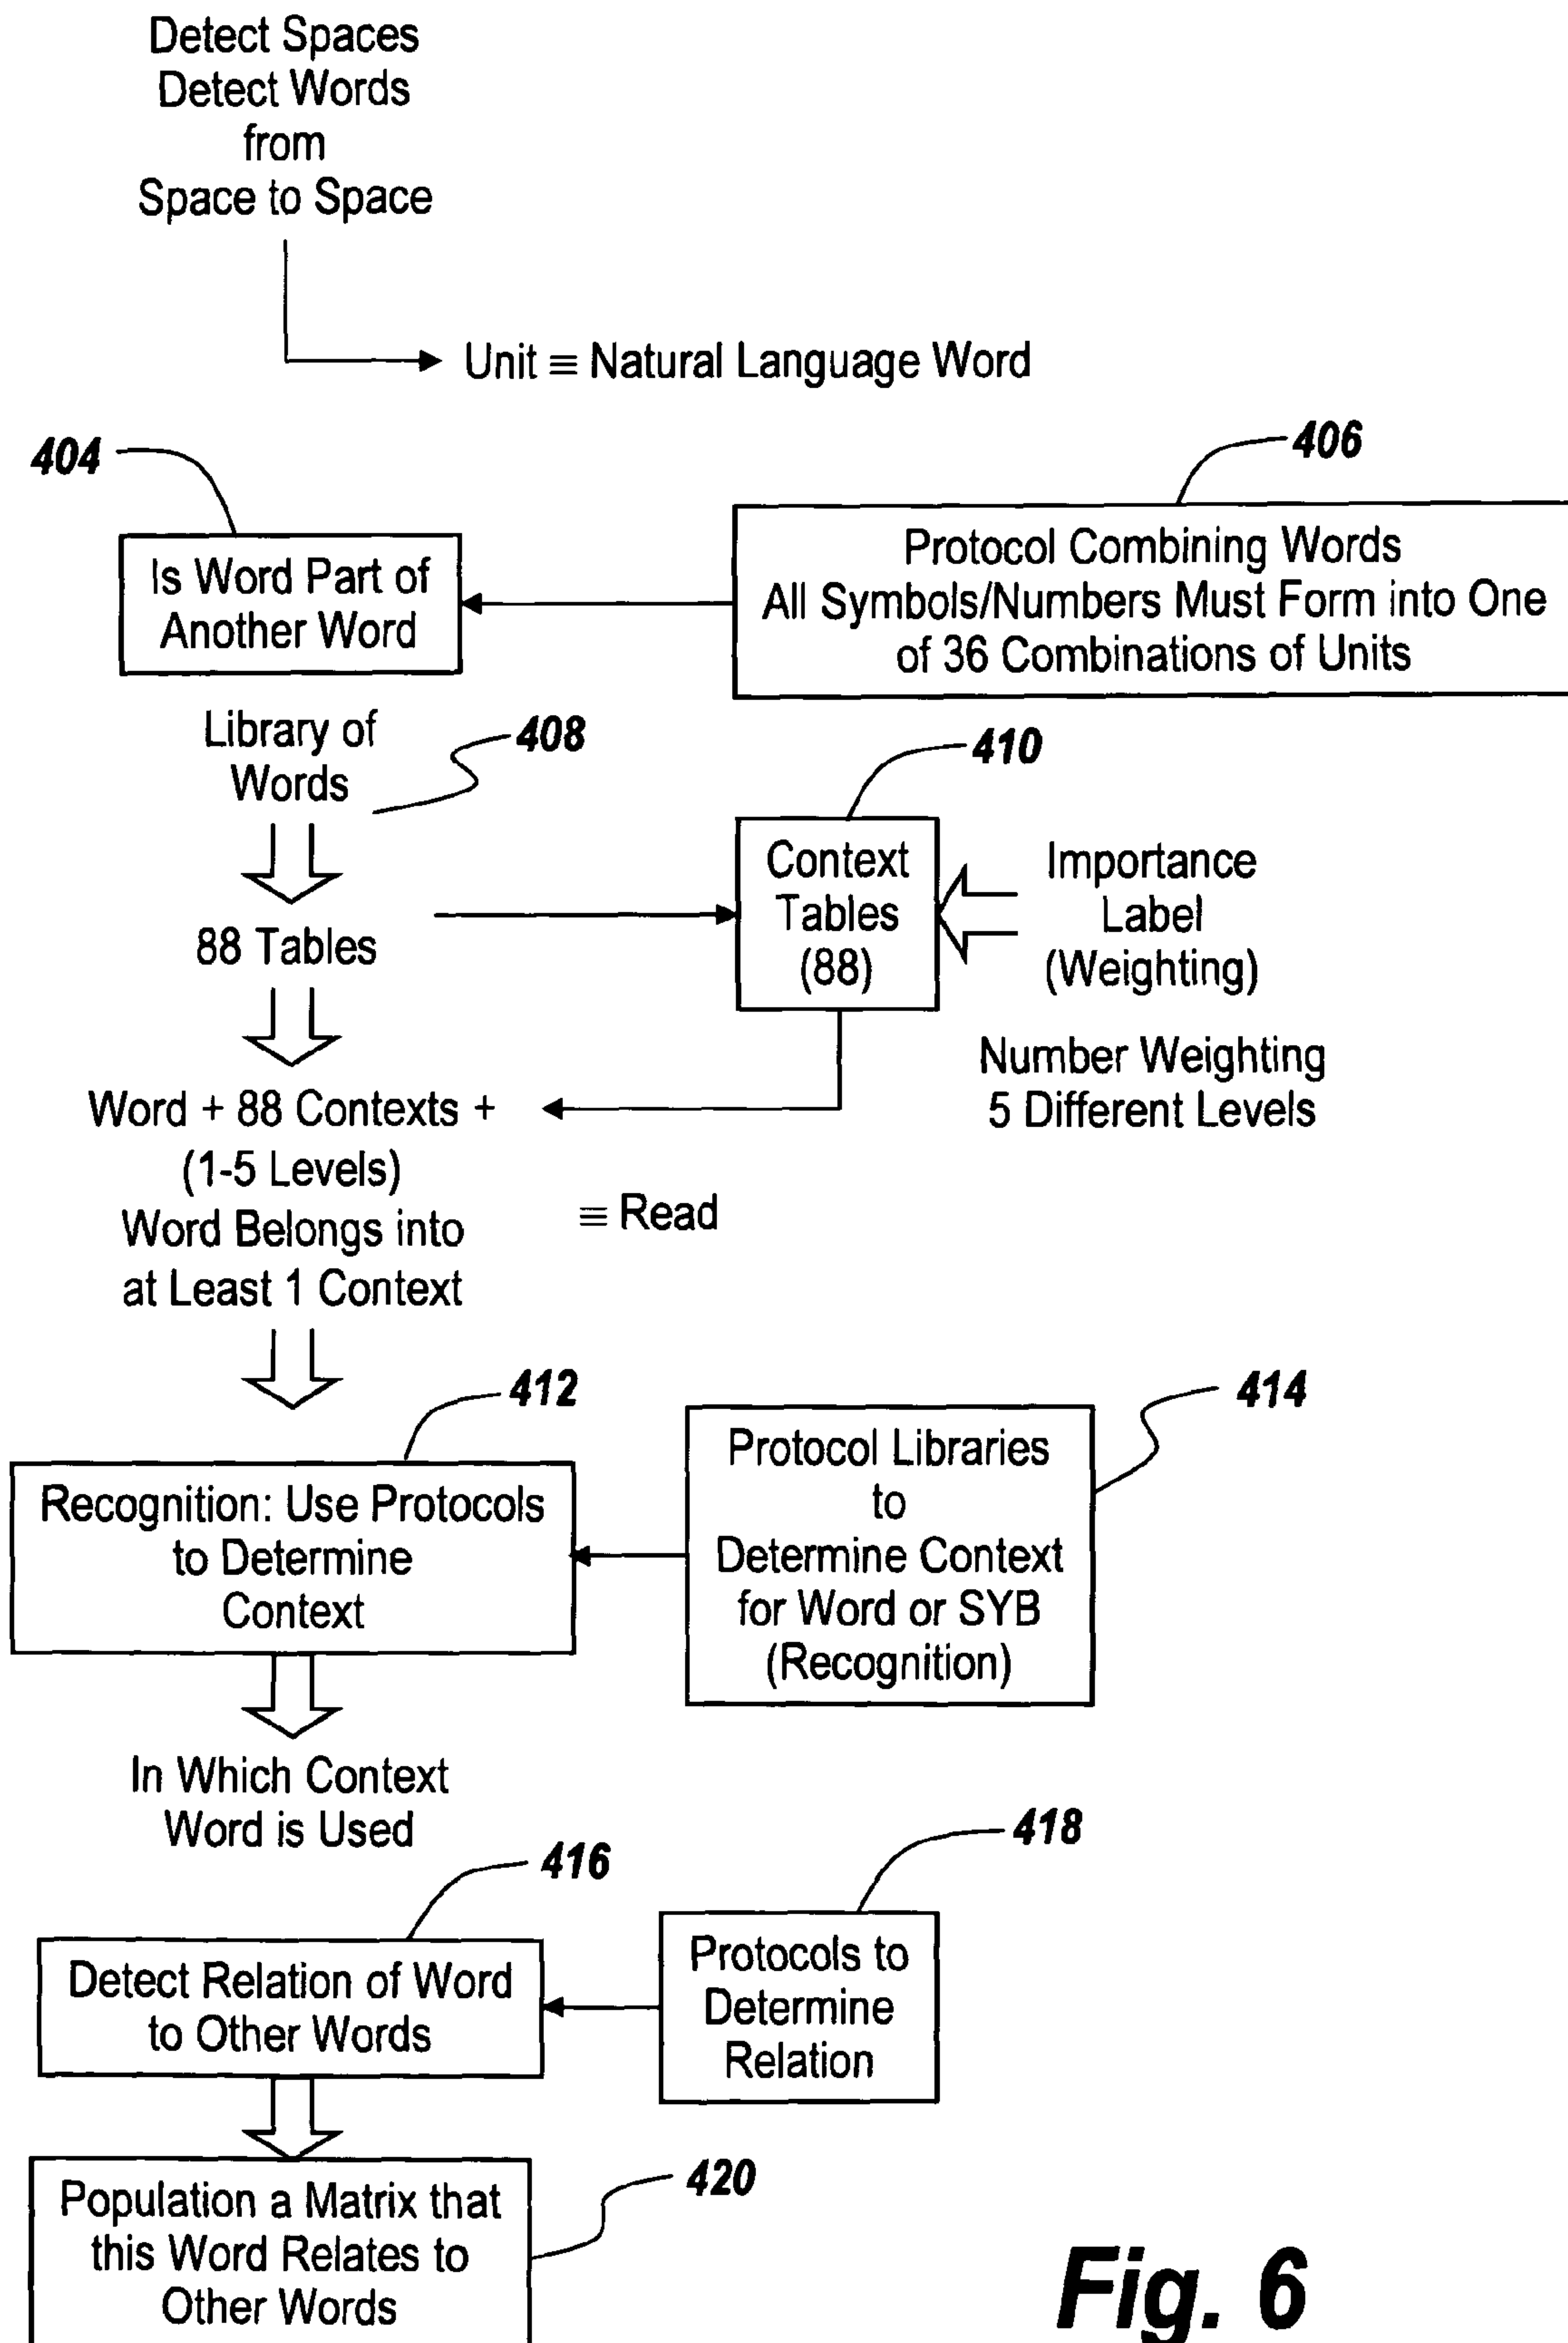 Detect Spaces
Detect Words
from
Space to Space
Unit ≡ Natural Language Word
404
406
Is Word Part of
Another Word
Protocol Combining Words
All Symbols/Numbers Must Form into One
of 36 Combinations of Units
Library of
Words
408
410
88 Tables
Context
Tables
(88)
Importance
Label
(Weighting)
Number Weighting
5 Different Levels
Word + 88 Contexts +
(1-5 Levels)
Word Belongs into
at Least 1 Context
≡ Read
412
414
Recognition: Use Protocols
to Determine
Context
Protocol Libraries
to
Determine Context
for Word or SYB
(Recognition)
In Which Context
Word is Used
416
418
Detect Relation of Word
to Other Words
Protocols to
Determine
Relation
420
Population a Matrix that
this Word Relates to
Other Words
Fig. 6